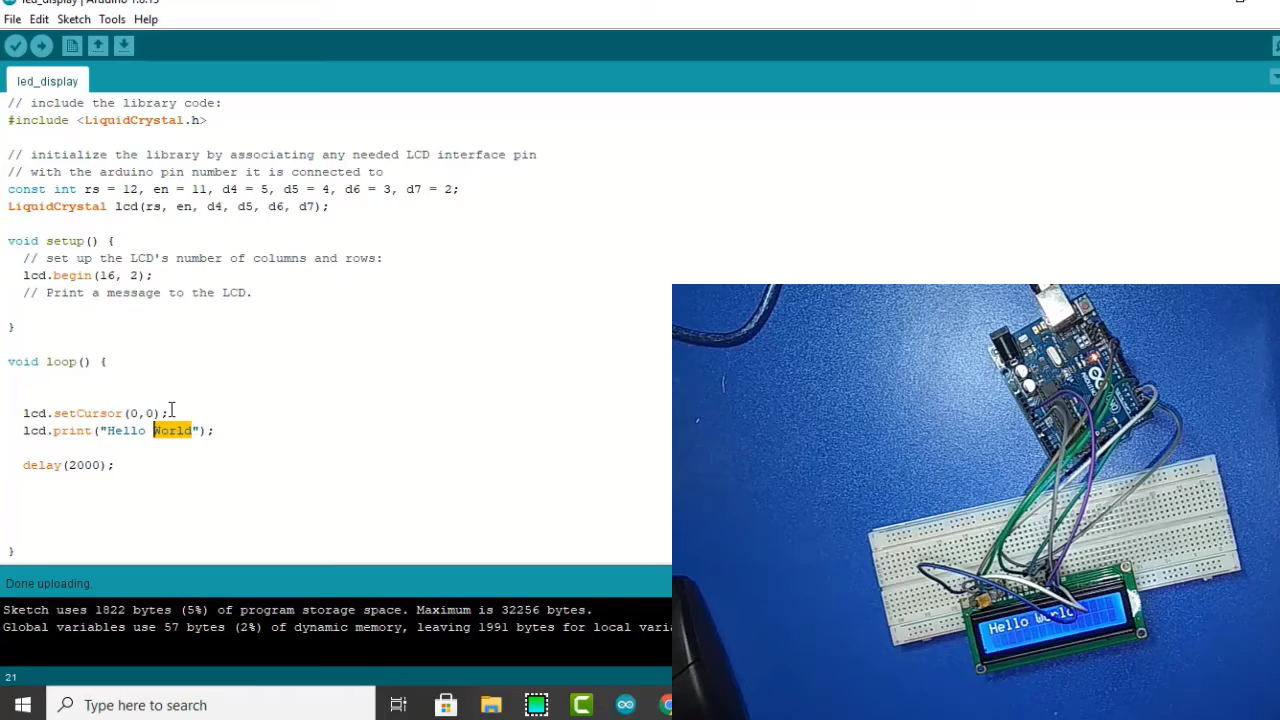 led_display | Arduino 1.8.13
File Edit Sketch Tools Help
led_display
// include the library code:
#include <LiquidCrystal.h>
// initialize the library by associating any needed LCD interface pin
// with the arduino pin number it is connected to
const int rs = 12, en = 11, d4 = 5, d5 = 4, d6 = 3, d7 = 2;
LiquidCrystal lcd(rs, en, d4, d5, d6, d7);
void setup() {
// set up the LCD's number of columns and rows:
lcd.begin(16, 2);
// Print a message to the LCD.
}
void loop() {
lcd.setCursor(0,0);
lcd.print("Hello World");
delay(2000);
}
Done uploading.
Sketch uses 1822 bytes (5%) of program storage space. Maximum is 32256 bytes.
Global variables use 57 bytes (2%) of dynamic memory, leaving 1991 bytes for local vari
21
Type here to search
Hello World